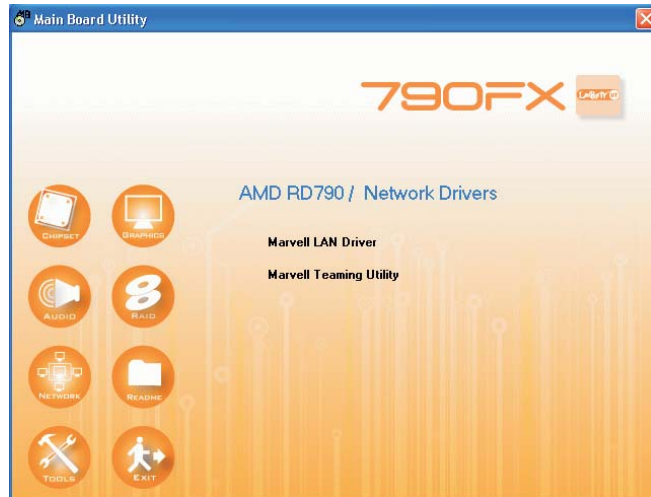 Main Board Utility
790FX
AMD RD790 / Network Drivers
Marvell LAN Driver
Marvell Teaming Utility
CHIPSET
GRAPHICS
AUDIO
RAID
NETWORK
README
TOOLS
EXIT